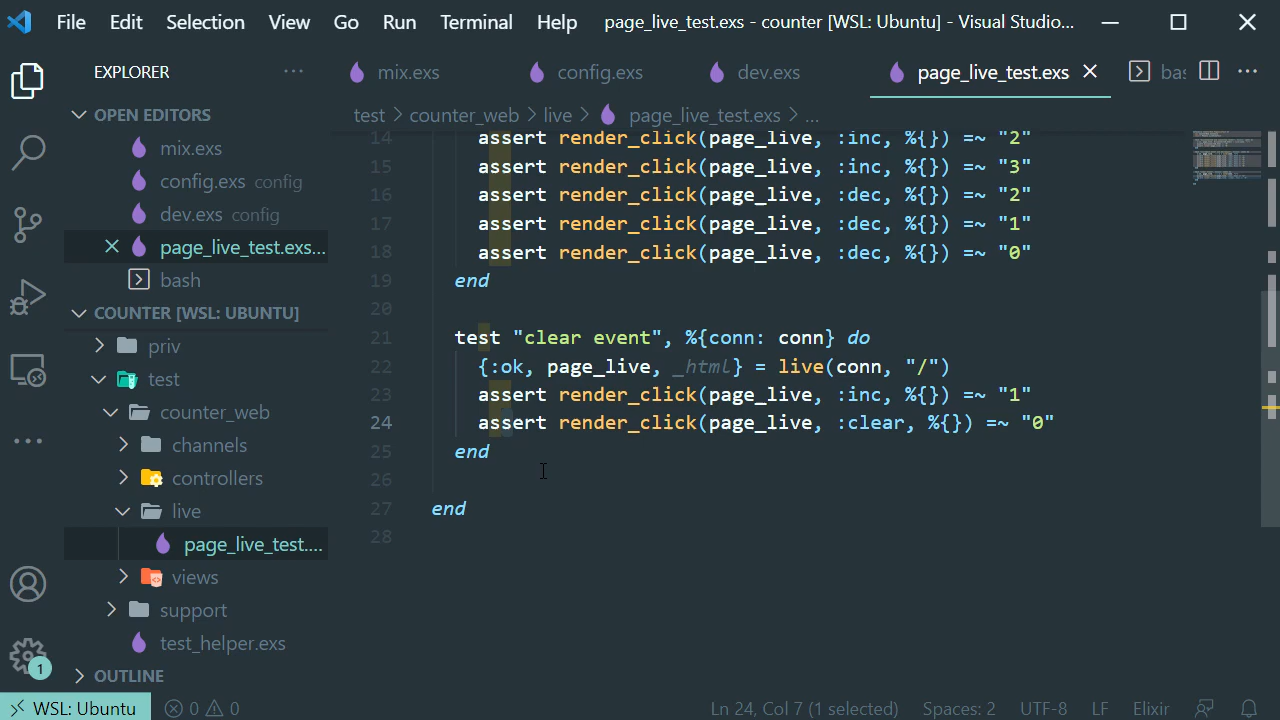 File Edit Selection View Go Run Terminal Help page_live_test.exs - counter [WSL: Ubuntu] - Visual Studio...
EXPLORER ...
OPEN EDITORS
mix.exs
config.exs config
dev.exs config
page_live_test.exs...
bash
COUNTER [WSL: UBUNTU]
priv
test
counter_web
channels
controllers
live
page_live_test....
views
support
test_helper.exs
OUTLINE
1
mix.exs config.exs dev.exs page_live_test.exs bas ...
test > counter_web > live > page_live_test.exs > ...
14 assert render_click(page_live, :inc, %{}) =~ "2"
15 assert render_click(page_live, :inc, %{}) =~ "3"
16 assert render_click(page_live, :dec, %{}) =~ "2"
17 assert render_click(page_live, :dec, %{}) =~ "1"
18 assert render_click(page_live, :dec, %{}) =~ "0"
19 end
20
21 test "clear event", %{conn: conn} do
22 {:ok, page_live, _html} = live(conn, "/")
23 assert render_click(page_live, :inc, %{}) =~ "1"
24 assert render_click(page_live, :clear, %{}) =~ "0"
25 end
26
27 end
28
WSL: Ubuntu 0 0 Ln 24, Col 7 (1 selected) Spaces: 2 UTF-8 LF Elixir